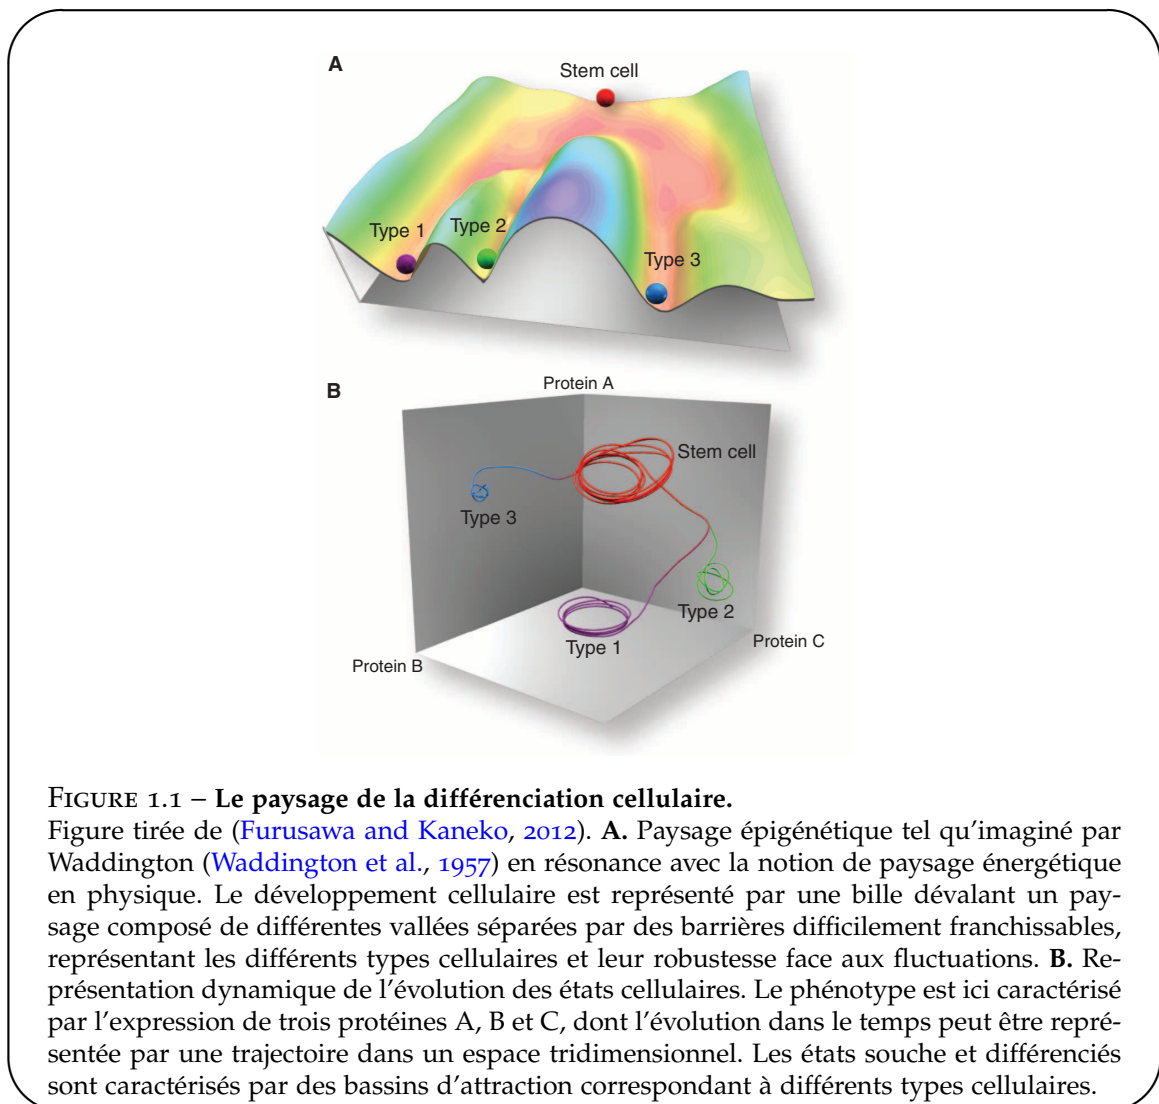 A
Stem cell
Type 1
Type 2
Type 3
B
Protein A
Stem cell
Type 3
Type 2
Type 1
Protein C
Protein B
FIGURE 1.1 – Le paysage de la différenciation cellulaire.
Figure tirée de (Furusawa and Kaneko, 2012). A. Paysage épigénétique tel qu'imaginé par
Waddington (Waddington et al., 1957) en résonance avec la notion de paysage énergétique
en physique. Le développement cellulaire est représenté par une bille dévalant un pay-
sage composé de différentes vallées séparées par des barrières difficilement franchissables,
représentant les différents types cellulaires et leur robustesse face aux fluctuations. B. Re-
présentation dynamique de l'évolution des états cellulaires. Le phénotype est ici caractérisé
par l'expression de trois protéines A, B et C, dont l'évolution dans le temps peut être repré-
sentée par une trajectoire dans un espace tridimensionnel. Les états souche et différenciés
sont caractérisés par des bassins d'attraction correspondant à différents types cellulaires.